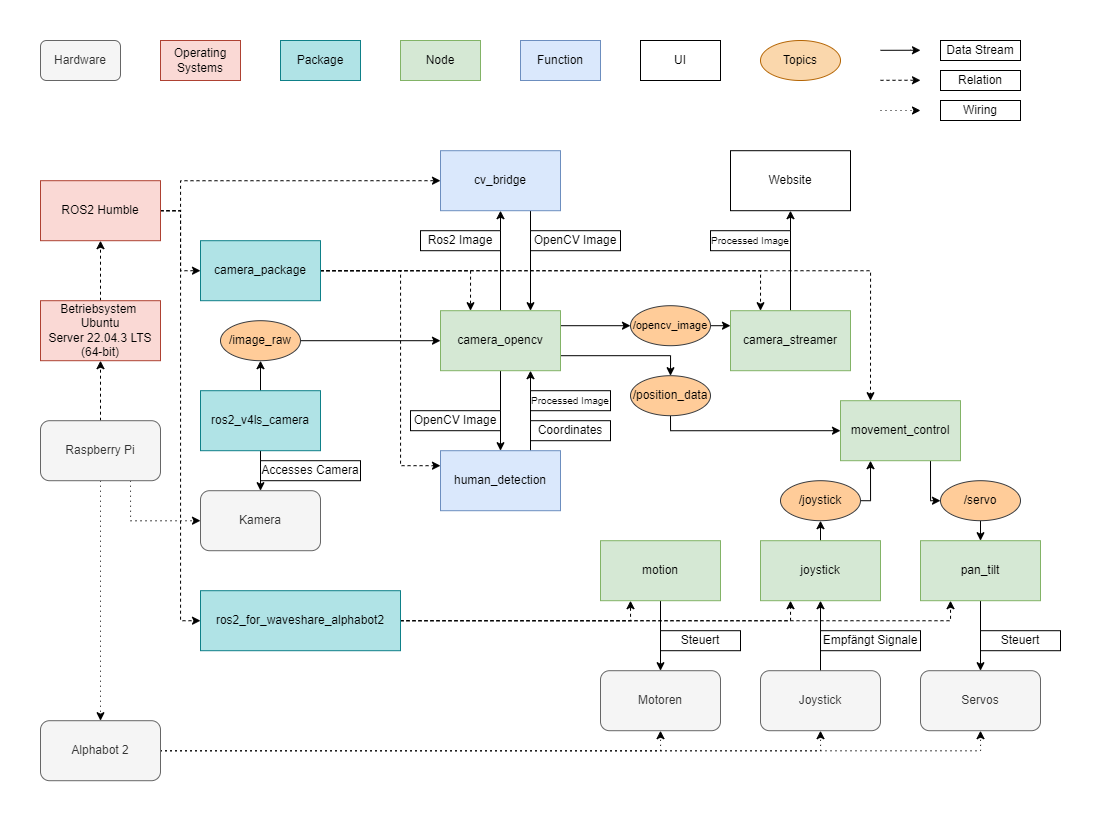 Hardware
Operating
Systems
Package
Node
Function
UI
Topics
Data Stream
Relation
Wiring
cv_bridge
Website
ROS2 Humble
Ros2 Image
OpenCV Image
Processed Image
camera_package
Betriebsystem
Ubuntu
Server 22.04.3 LTS
(64-bit)
/image_raw
camera_opencv
/opencv_image
camera_streamer
/position_data
Processed Image
ros2_v4ls_camera
OpenCV Image
Coordinates
movement_control
Raspberry Pi
Accesses Camera
human_detection
Kamera
/joystick
/servo
motion
joystick
pan_tilt
ros2_for_waveshare_alphabot2
Steuert
Empfängt Signale
Steuert
Motoren
Joystick
Servos
Alphabot 2